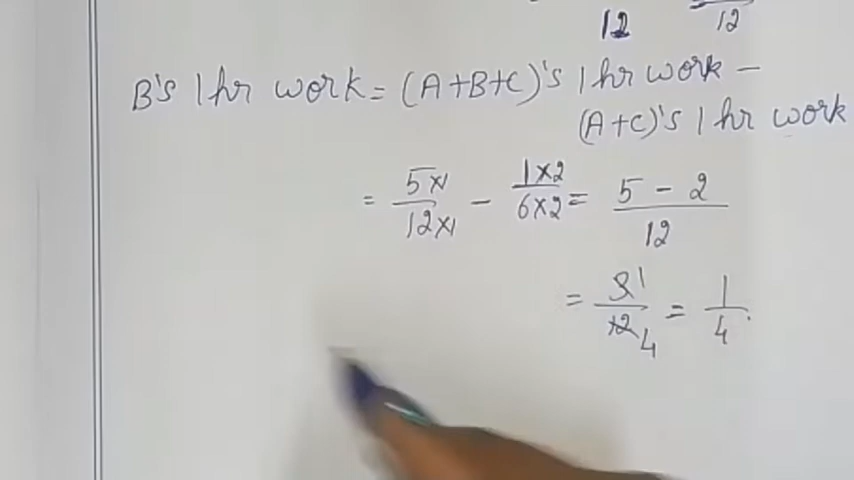 12 12
B's 1 hr work = (A+B+C)'s 1 hr work -
(A+C)'s 1 hr work
= 5×1/12×1 - 1×2/6×2 = 5-2/12
= 3 1/12 4 = 1/4.